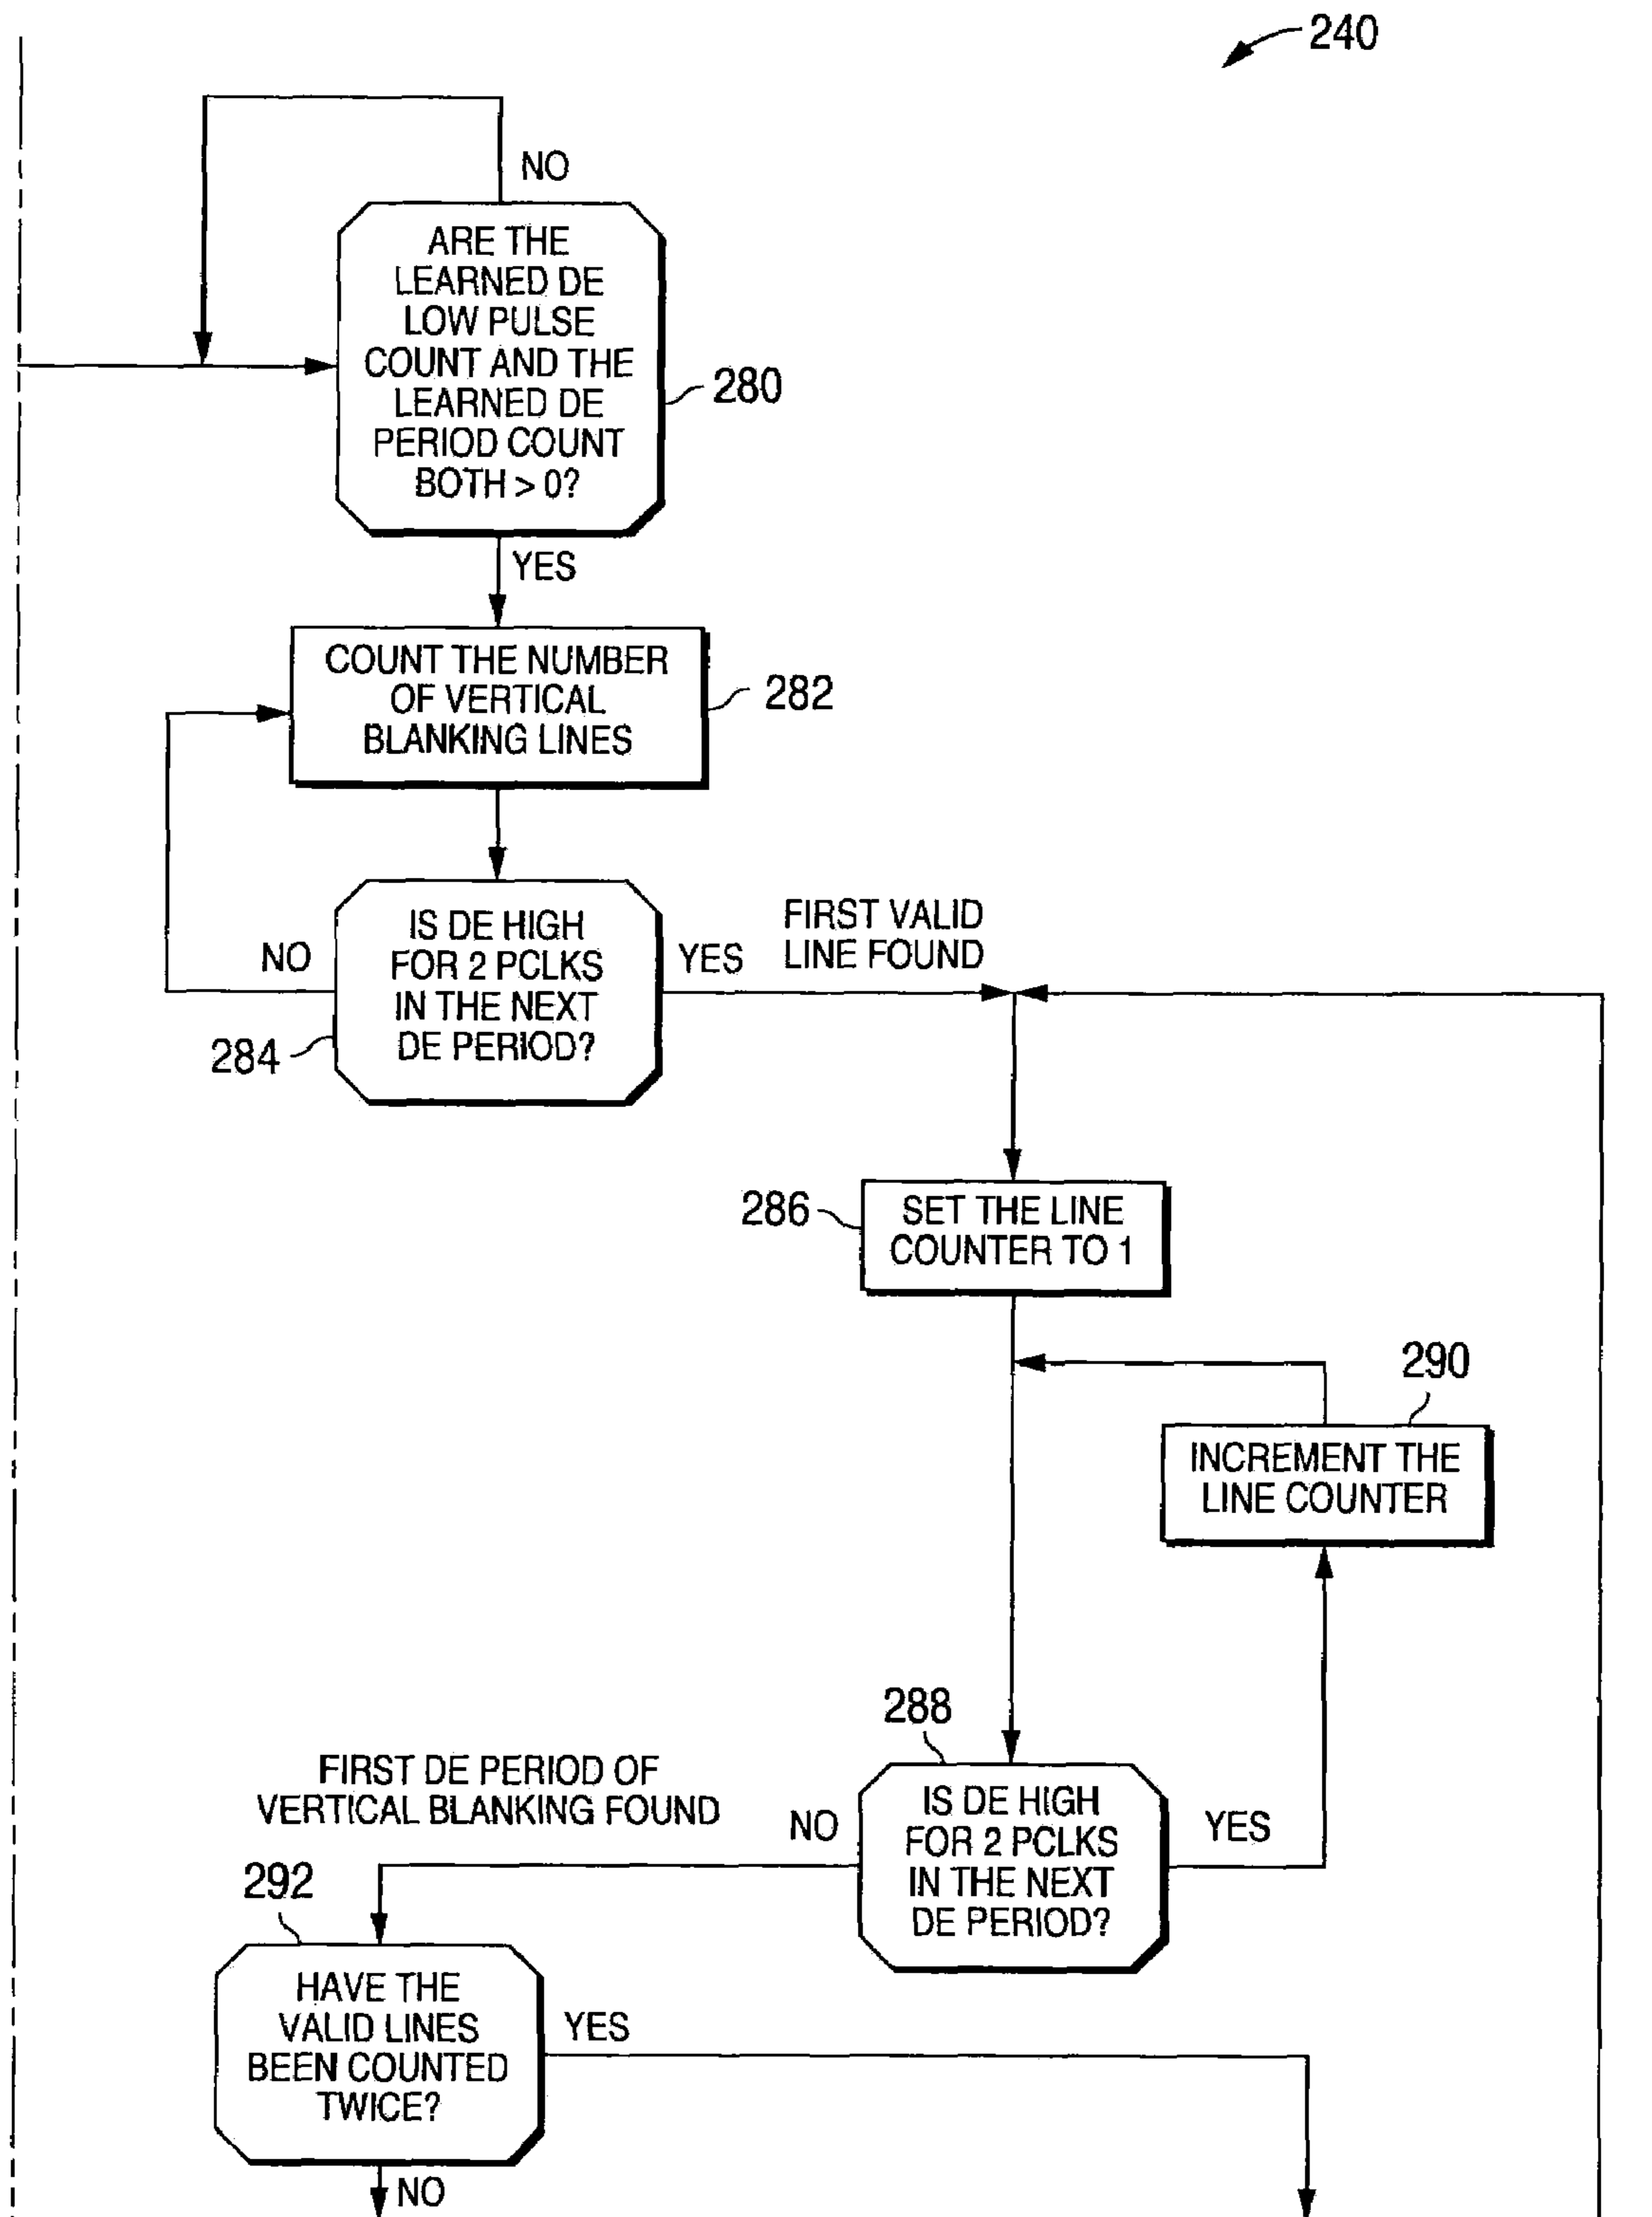 240
NO
ARE THE
LEARNED DE
LOW PULSE
COUNT AND THE
LEARNED DE
PERIOD COUNT
BOTH > 0?
280
YES
COUNT THE NUMBER
OF VERTICAL
BLANKING LINES
282
IS DE HIGH
FOR 2 PCLKS
IN THE NEXT
DE PERIOD?
NO
YES
FIRST VALID
LINE FOUND
284
286
SET THE LINE
COUNTER TO 1
290
INCREMENT THE
LINE COUNTER
288
IS DE HIGH
FOR 2 PCLKS
IN THE NEXT
DE PERIOD?
YES
NO
FIRST DE PERIOD OF
VERTICAL BLANKING FOUND
292
HAVE THE
VALID LINES
BEEN COUNTED
TWICE?
YES
NO